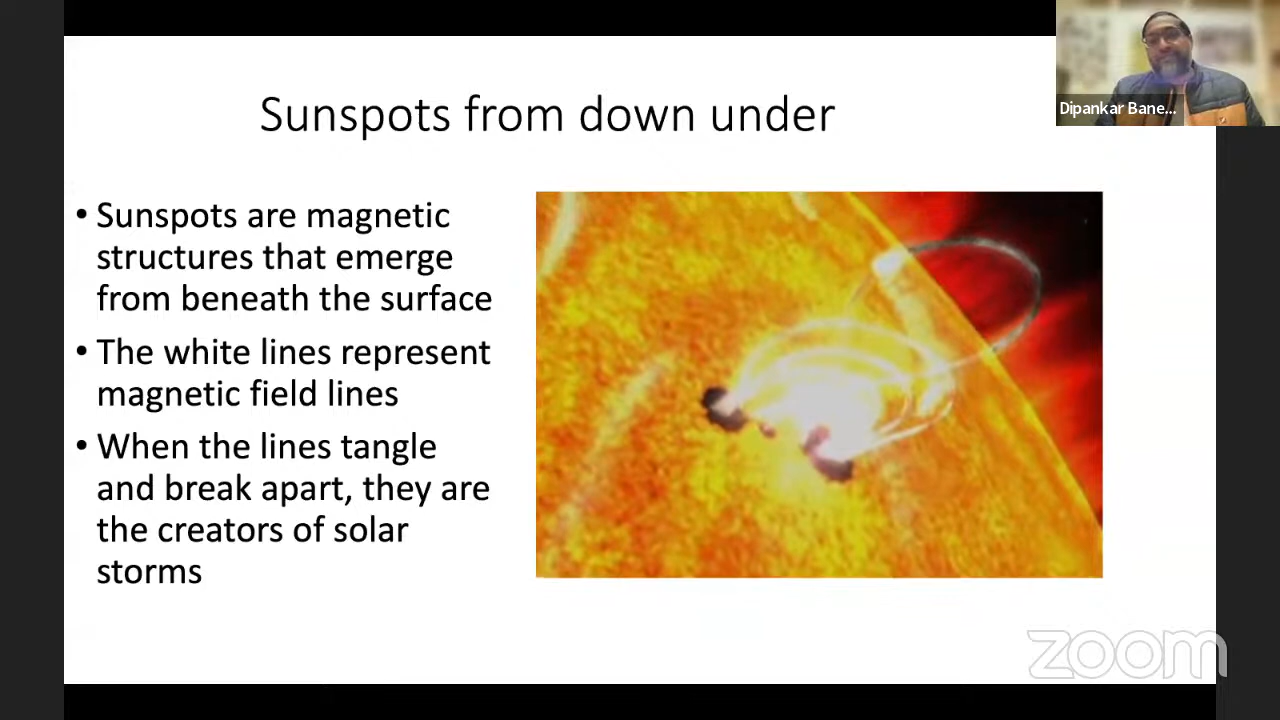 Sunspots from down under
Dipankar Bane...
• Sunspots are magnetic
structures that emerge
from beneath the surface
• The white lines represent
magnetic field lines
• When the lines tangle
and break apart, they are
the creators of solar
storms
zoom